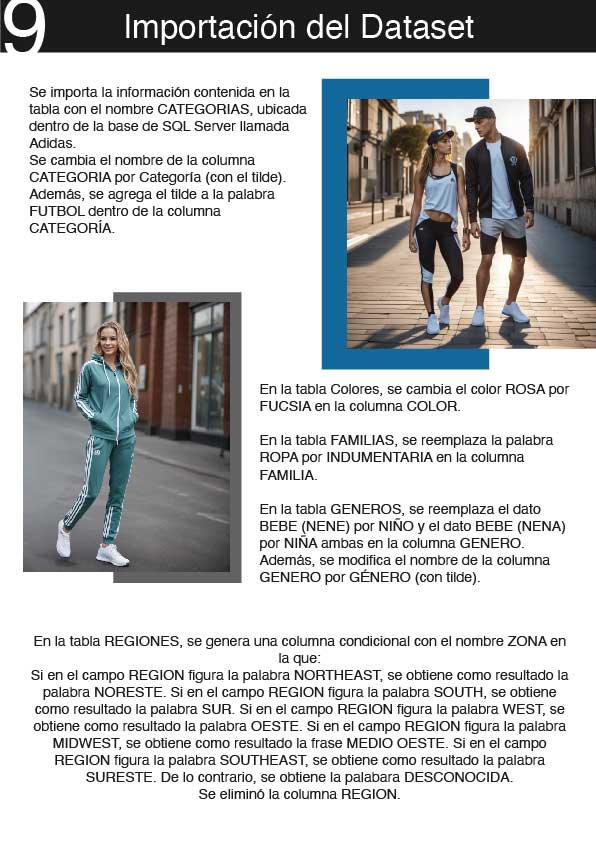 9
Importación del Dataset
Se importa la información contenida en la
tabla con el nombre CATEGORIAS, ubicada
dentro de la base de SQL Server llamada
Adidas.
Se cambia el nombre de la columna
CATEGORIA por Categoría (con el tilde).
Además, se agrega el tilde a la palabra
FUTBOL dentro de la columna
CATEGORÍA.
En la tabla Colores, se cambia el color ROSA por
FUCSIA en la columna COLOR.
En la tabla FAMILIAS, se reemplaza la palabra
ROPA por INDUMENTARIA en la columna
FAMILIA.
En la tabla GENEROS, se reemplaza el dato
BEBE (NENE) por NIÑO y el dato BEBE (NENA)
por NIÑA ambas en la columna GENERO.
Además, se modifica el nombre de la columna
GENERO por GÉNERO (con tilde).
En la tabla REGIONES, se genera una columna condicional con el nombre ZONA en
la que:
Si en el campo REGION figura la palabra NORTHEAST, se obtiene como resultado la
palabra NORESTE. Si en el campo REGION figura la palabra SOUTH, se obtiene
como resultado la palabra SUR. Si en el campo REGION figura la palabra WEST, se
obtiene como resultado la palabra OESTE. Si en el campo REGION figura la palabra
MIDWEST, se obtiene como resultado la frase MEDIO OESTE. Si en el campo
REGION figura la palabra SOUTHEAST, se obtiene como resultado la palabra
SURESTE. De lo contrario, se obtiene la palabara DESCONOCIDA.
Se eliminó la columna REGION.